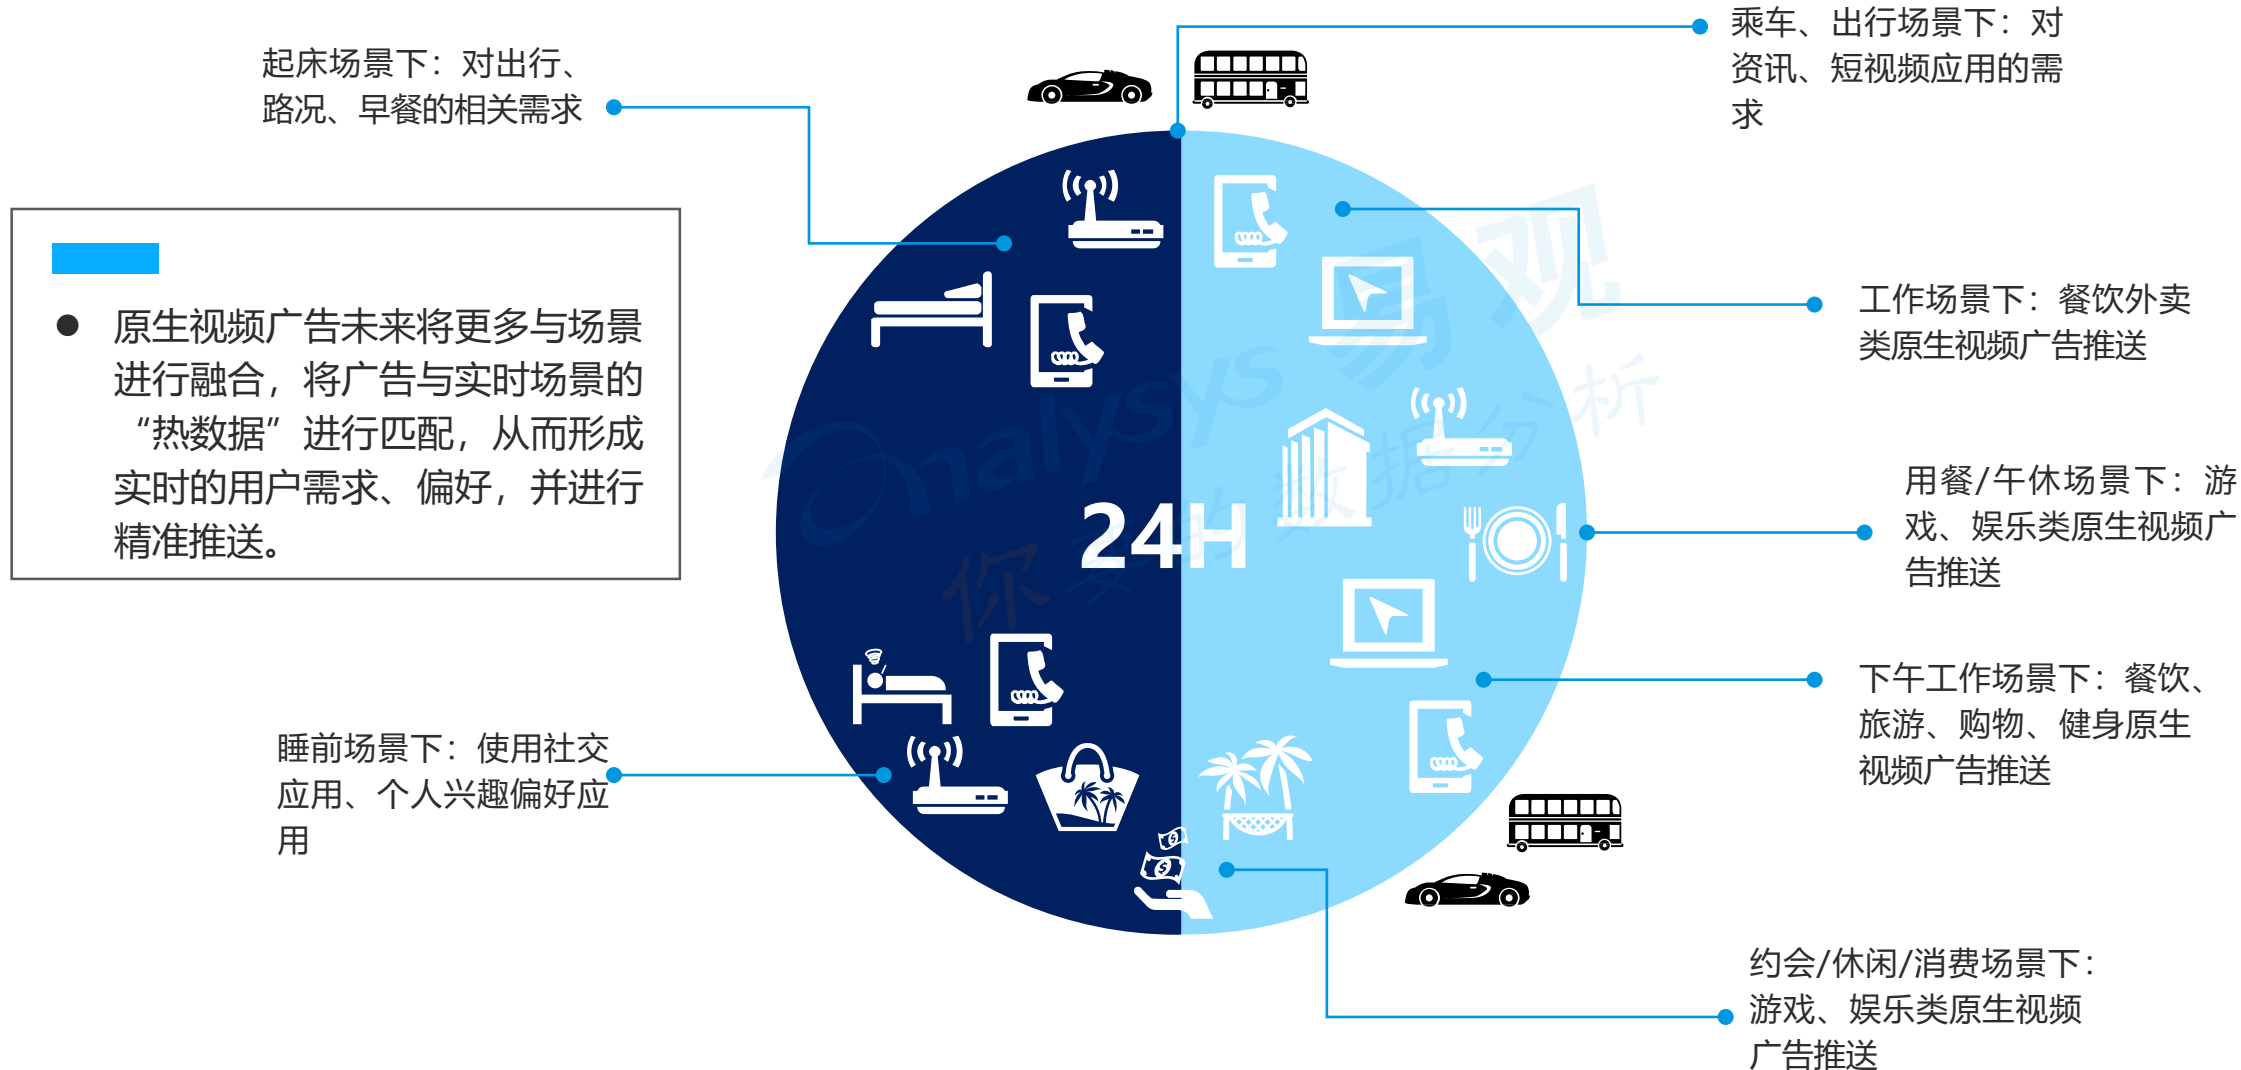 起床场景下：对出行、
路况、早餐的相关需求
乘车、出行场景下：对
资讯、短视频应用的需
求
● 原生视频广告未来将更多与场景
进行融合，将广告与实时场景的
“热数据”进行匹配，从而形成
实时的用户需求、偏好，并进行
精准推送。
工作场景下：餐饮外卖
类原生视频广告推送
用餐/午休场景下：游
戏、娱乐类原生视频广
告推送
24H
下午工作场景下：餐饮、
旅游、购物、健身原生
视频广告推送
睡前场景下：使用社交
应用、个人兴趣偏好应
用
约会/休闲/消费场景下：
游戏、娱乐类原生视频
广告推送
nalysys 易观
你要的数据分析